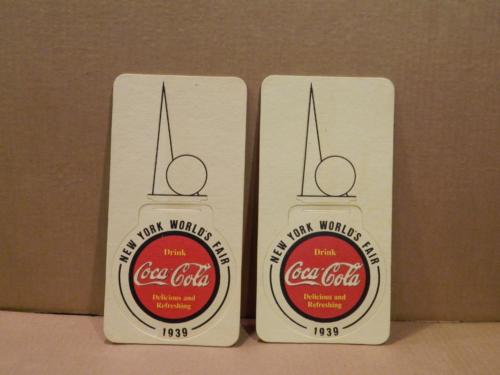 NEW YORK WORLD'S FAIR
Drink
Coca-Cola
Delicious and
Refreshing
1939
NEW YORK WORLD'S FAIR
Drink
Coca-Cola
Delicious and
Refreshing
1939